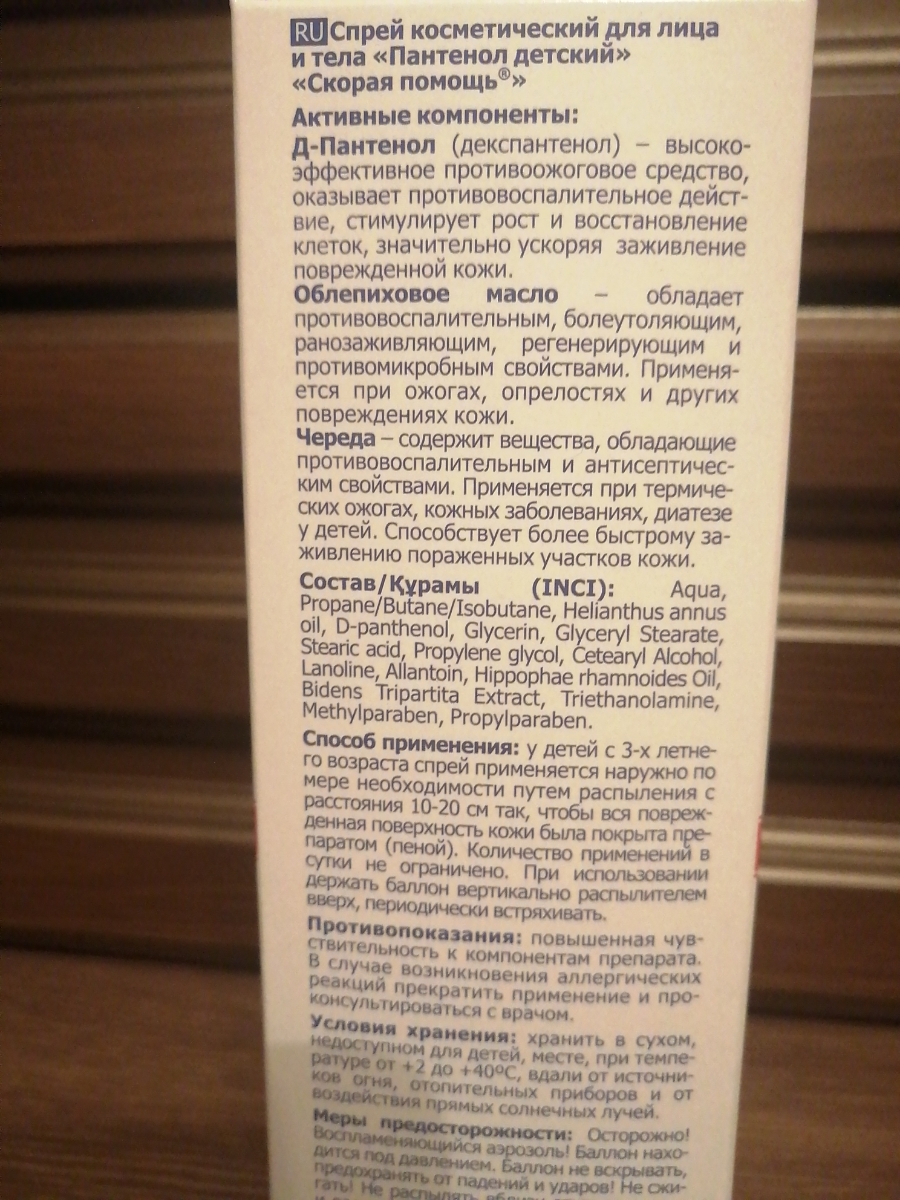 RU Спрей косметический для лица
и тела «Пантенол детский»
«Скорая помощь®»
Активные компоненты:
Д-Пантенол (декспантенол) – высоко-
эффективное противоожоговое средство,
оказывает противовоспалительное дейст-
вие, стимулирует рост и восстановление
клеток, значительно ускоряя заживление
поврежденной кожи.
Облепиховое масло – обладает
противовоспалительным, болеутоляющим,
ранозаживляющим, регенерирующим и
противомикробным свойствами. Применя-
ется при ожогах, опрелостях и других
повреждениях кожи.
Череда – содержит вещества, обладающие
противовоспалительным и антисептичес-
ким свойствами. Применяется при термиче-
ских ожогах, кожных заболеваниях, диатезе
у детей. Способствует более быстрому за-
живлению пораженных участков кожи.
Состав/Құрамы (INCI): Aqua,
Propane/Butane/Isobutane, Helianthus annus
oil, D-panthenol, Glycerin, Glyceryl Stearate,
Stearic acid, Propylene glycol, Cetearyl Alcohol,
Lanoline, Allantoin, Hippophae rhamnoides Oil,
Bidens Tripartita Extract, Triethanolamine,
Methylparaben, Propylparaben.
Способ применения: у детей с 3-х летне-
го возраста спрей применяется наружно по
мере необходимости путем распыления с
расстояния 10-20 см так, чтобы вся повреж-
денная поверхность кожи была покрыта пре-
паратом (пеной). Количество применений в
сутки не ограничено. При использовании
держать баллон вертикально распылителем
вверх, периодически встряхивать.
Противопоказания: повышенная чув-
ствительность к компонентам препарата.
В случае возникновения аллергических
реакций прекратить применение и про-
консультироваться с врачом.
Условия хранения: хранить в сухом,
недоступном для детей, месте, при темпе-
ратуре от +2 до +40ºС, вдали от источни-
ков огня, отопительных приборов и от
воздействия прямых солнечных лучей.
Меры предосторожности: Осторожно!
Воспламеняющийся аэрозоль! Баллон нахо-
дится под давлением. Баллон не вскрывать,
предохранять от падений и ударов! Не сжи-
гать! Не распылять вблизи